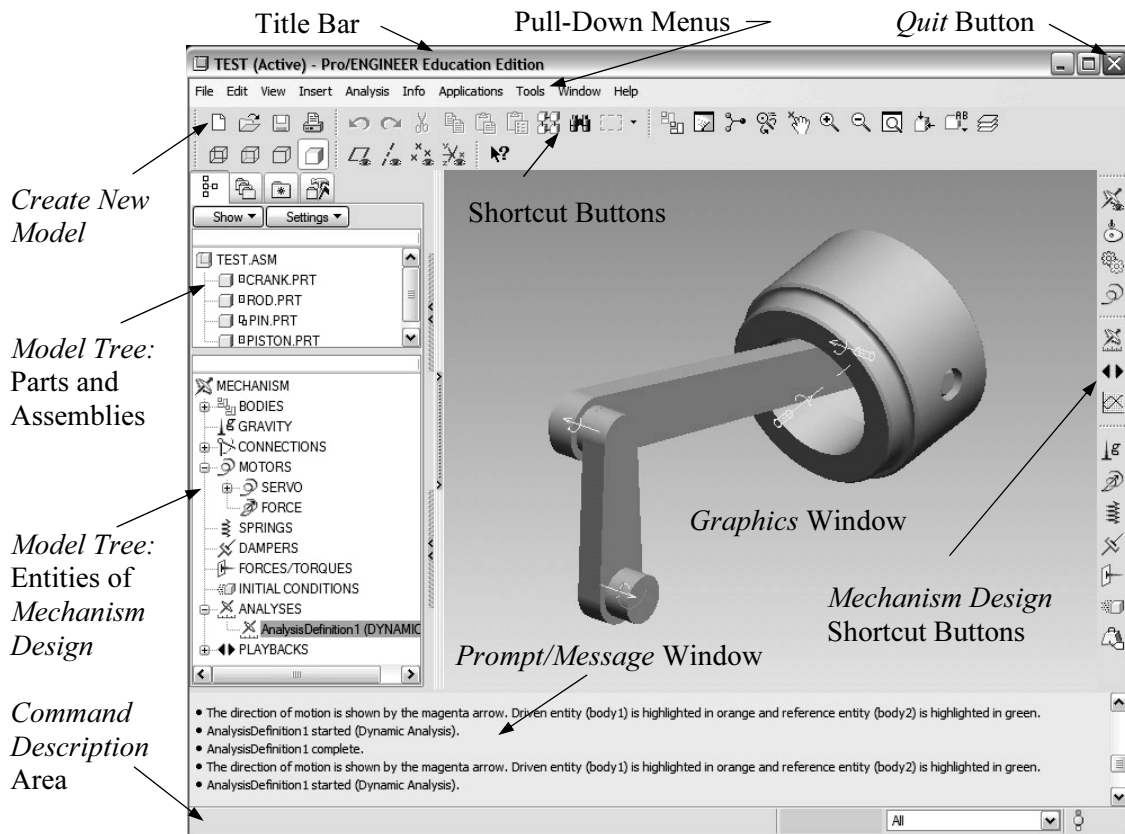 Title Bar
Pull-Down Menus
Quit Button
TEST (Active) - Pro/ENGINEER Education Edition
File Edit View Insert Analysis Info Applications Tools Window Help
Create New
Model
Shortcut Buttons
Show Settings
TEST.ASM
CRANK.PRT
ROD.PRT
PIN.PRT
PISTON.PRT
Model Tree:
Parts and
Assemblies
MECHANISM
BODIES
GRAVITY
CONNECTIONS
MOTORS
SERVO
FORCE
SPRINGS
DAMPERS
FORCES/TORQUES
INITIAL CONDITIONS
ANALYSES
AnalysisDefinition1 (DYNAMIC
PLAYBACKS
Model Tree:
Entities of
Mechanism
Design
Graphics Window
Mechanism Design
Shortcut Buttons
Prompt/Message Window
Command
Description
Area
• The direction of motion is shown by the magenta arrow. Driven entity (body1) is highlighted in orange and reference entity (body2) is highlighted in green.
• AnalysisDefinition1 started (Dynamic Analysis).
• AnalysisDefinition1 complete.
• The direction of motion is shown by the magenta arrow. Driven entity (body1) is highlighted in orange and reference entity (body2) is highlighted in green.
• AnalysisDefinition1 started (Dynamic Analysis).
All